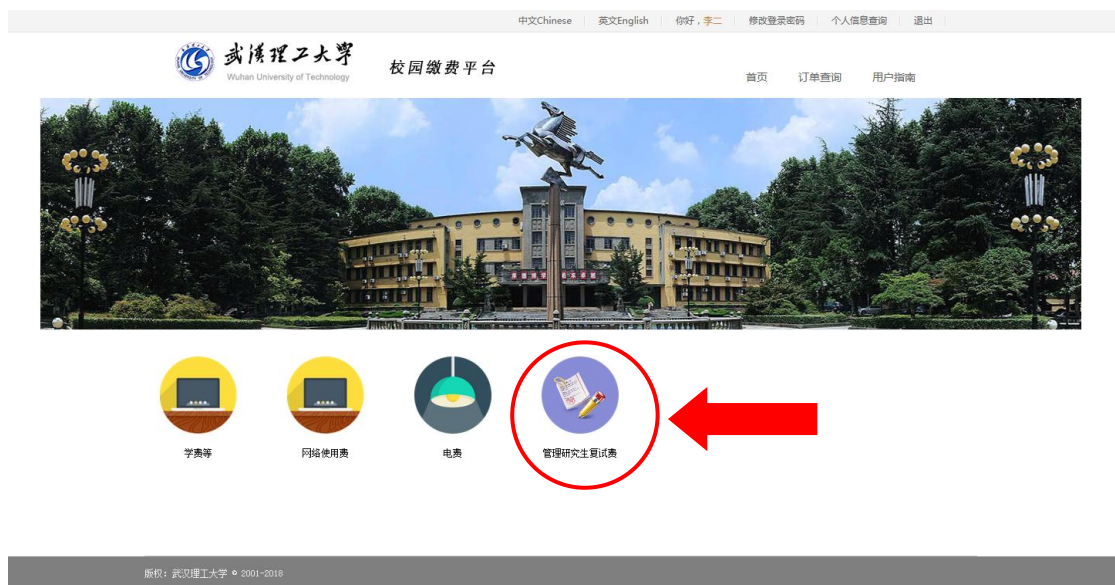 中文Chinese 英文English 你好，李二 修改登录密码 个人信息查询 退出
武汉理工大学
Wuhan University of Technology
校园缴费平台
首页 订单查询 用户指南
学费等 网络使用费 电费 管理研究生复试费
版权：武汉理工大学 © 2001-2018